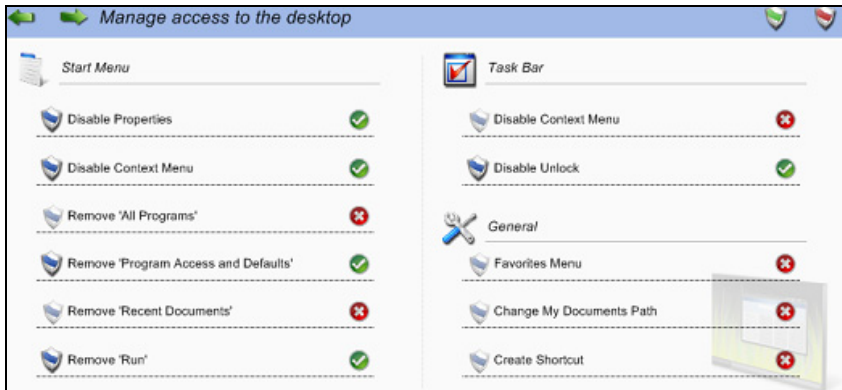 Manage access to the desktop
Start Menu
Disable Properties
Disable Context Menu
Remove 'All Programs'
Remove 'Program Access and Defaults'
Remove 'Recent Documents'
Remove 'Run'
Task Bar
Disable Context Menu
Disable Unlock
General
Favorites Menu
Change My Documents Path
Create Shortcut